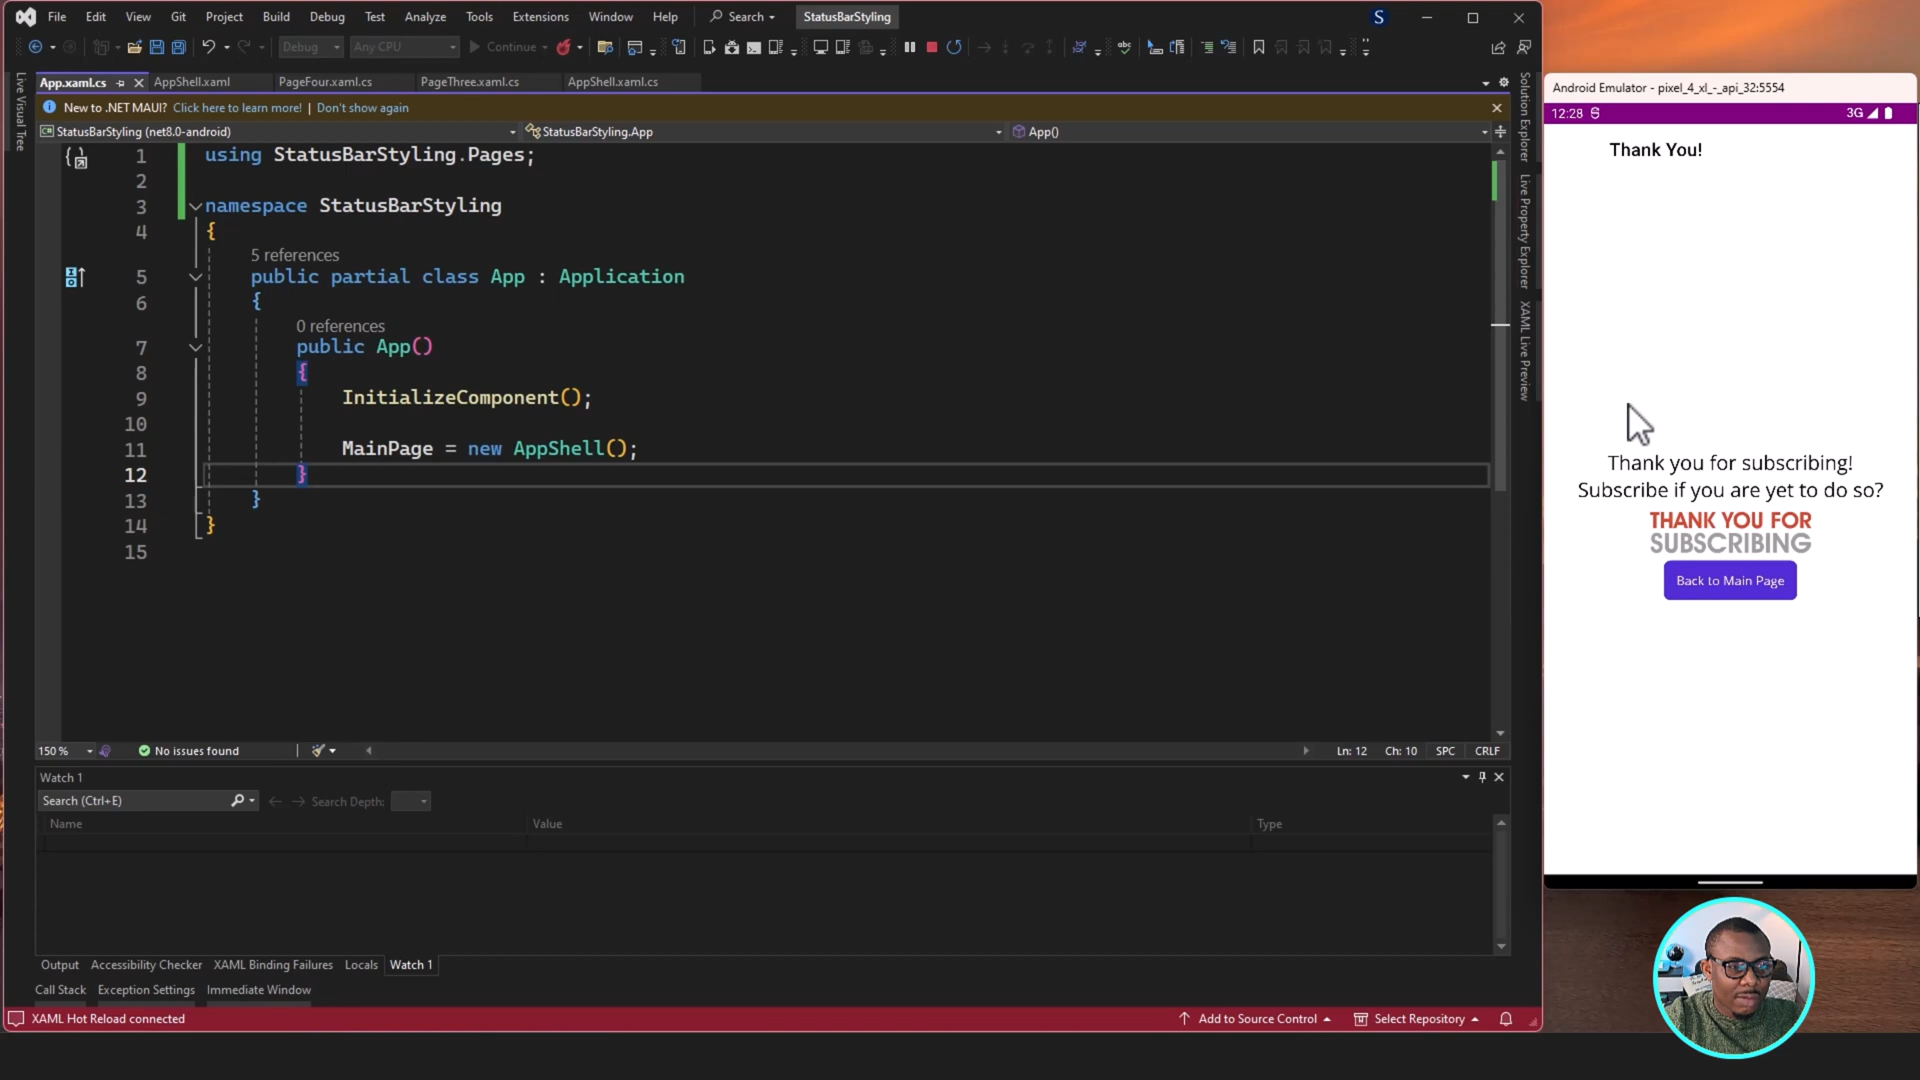 File Edit View Git Project Build Debug Test Analyze Tools Extensions Window Help Search StatusBarStyling S
Debug Any CPU Continue
App.xaml.cs AppShell.xaml PageFour.xaml.cs PageThree.xaml.cs AppShell.xaml.cs
New to .NET MAUI? Click here to learn more! Don't show again
StatusBarStyling (net8.0-android) StatusBarStyling.App App()
1 using StatusBarStyling.Pages;
2
3 namespace StatusBarStyling
4 {
5 references
5 public partial class App : Application
6 {
0 references
7 public App()
8 {
9 InitializeComponent();
10
11 MainPage = new AppShell();
12 }
13 }
14 }
15
150 % No issues found Ln: 12 Ch: 10 SPC CRLF
Watch 1
Search (Ctrl+E) Search Depth:
Name Value Type
Output Accessibility Checker XAML Binding Failures Locals Watch 1
Call Stack Exception Settings Immediate Window
XAML Hot Reload connected Add to Source Control Select Repository
Live Visual Tree
Solution Explorer
Live Property Explorer
XAML Live Preview
Android Emulator - pixel_4_xl_-_api_32:5554
12:28 3G
Thank You!
Thank you for subscribing!
Subscribe if you are yet to do so?
THANK YOU FOR
SUBSCRIBING
Back to Main Page